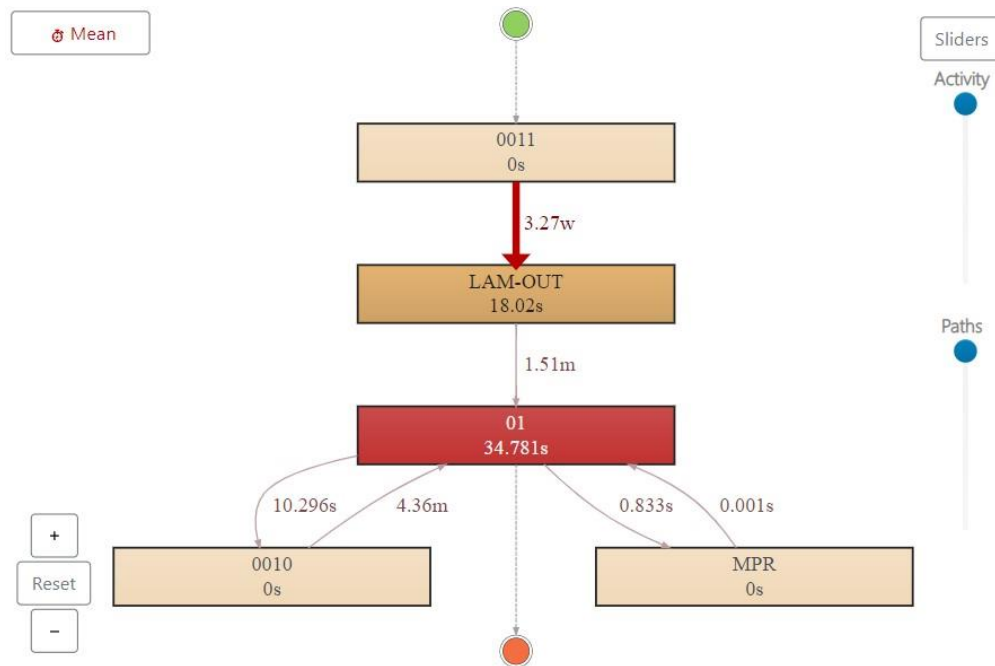 Mean
Sliders
Activity
0011
0s
3.27w
LAM-OUT
18.02s
Paths
1.51m
01
34.781s
10.296s
4.36m
0.833s
0.001s
+
Reset
−
0010
0s
MPR
0s